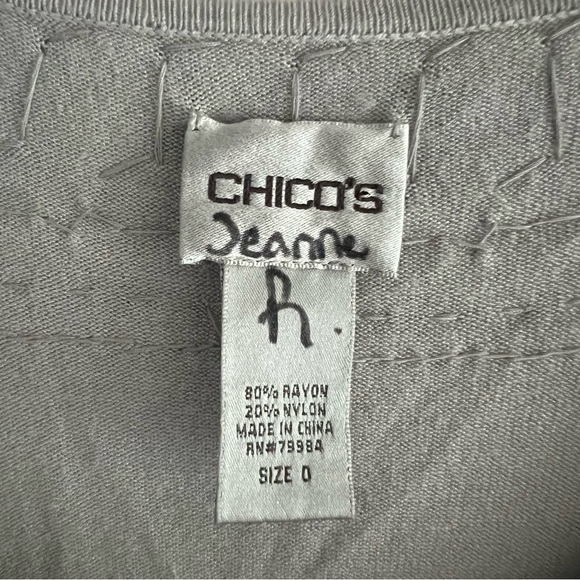 CHICO'S
Jeanne
R.
80% RAYON
20% NYLON
MADE IN CHINA
RN#79984
SIZE 0